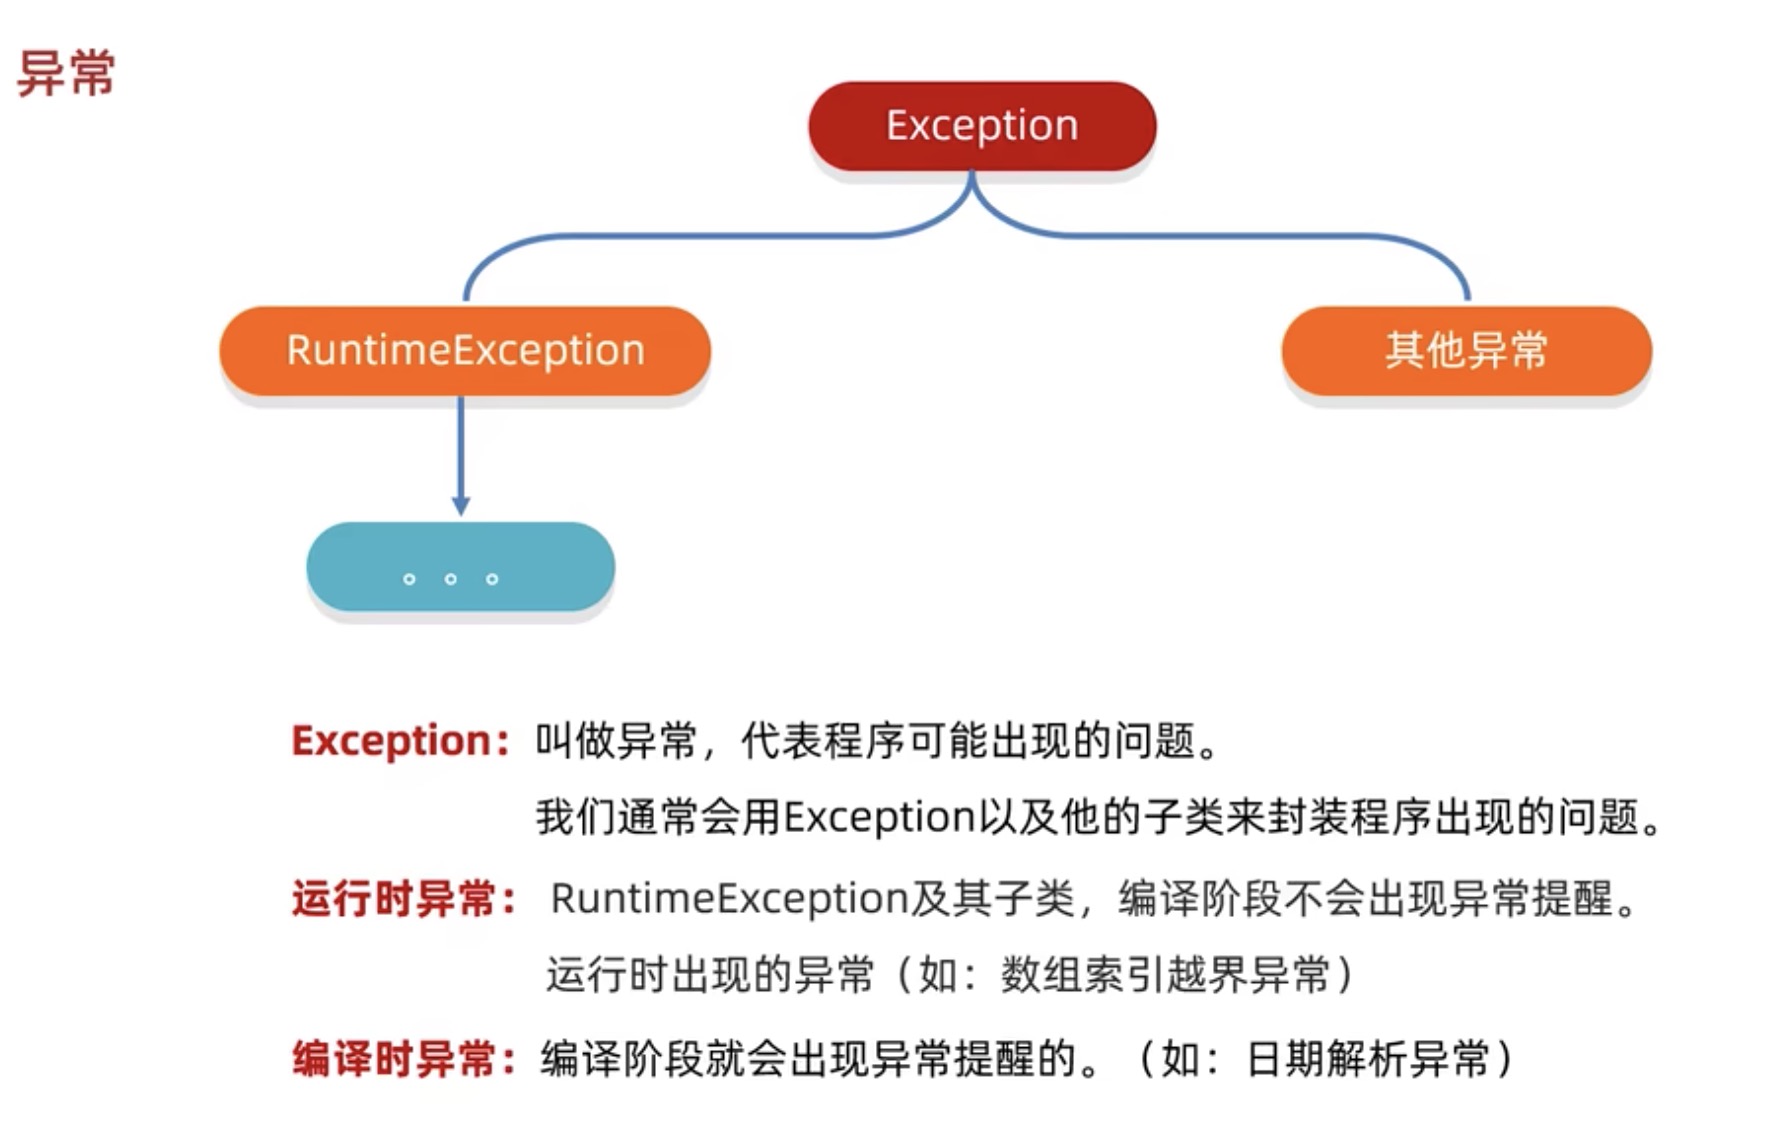 异常
Exception
RuntimeException
其他异常
。。。
Exception：叫做异常，代表程序可能出现的问题。
我们通常会用Exception以及他的子类来封装程序出现的问题。
运行时异常： RuntimeException及其子类，编译阶段不会出现异常提醒。
运行时出现的异常（如：数组索引越界异常）
编译时异常：编译阶段就会出现异常提醒的。（如：日期解析异常）